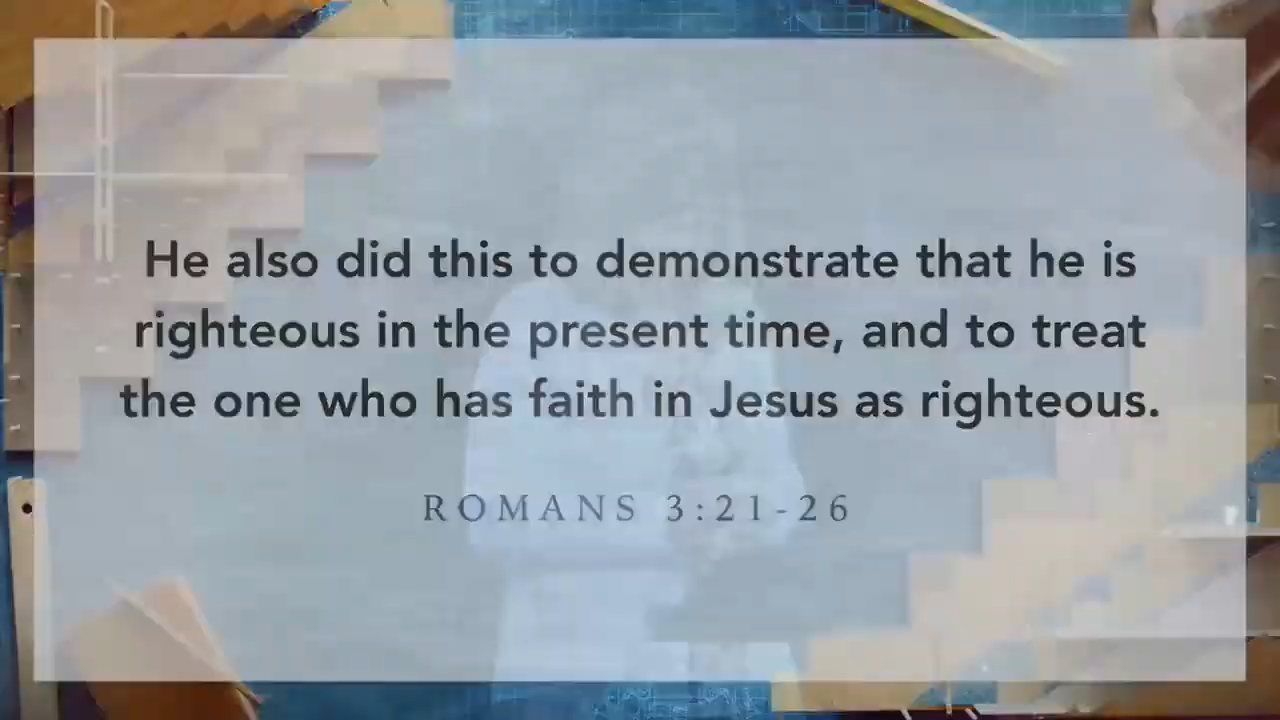 He also did this to demonstrate that he is
righteous in the present time, and to treat
the one who has faith in Jesus as righteous.
ROMANS 3:21-26